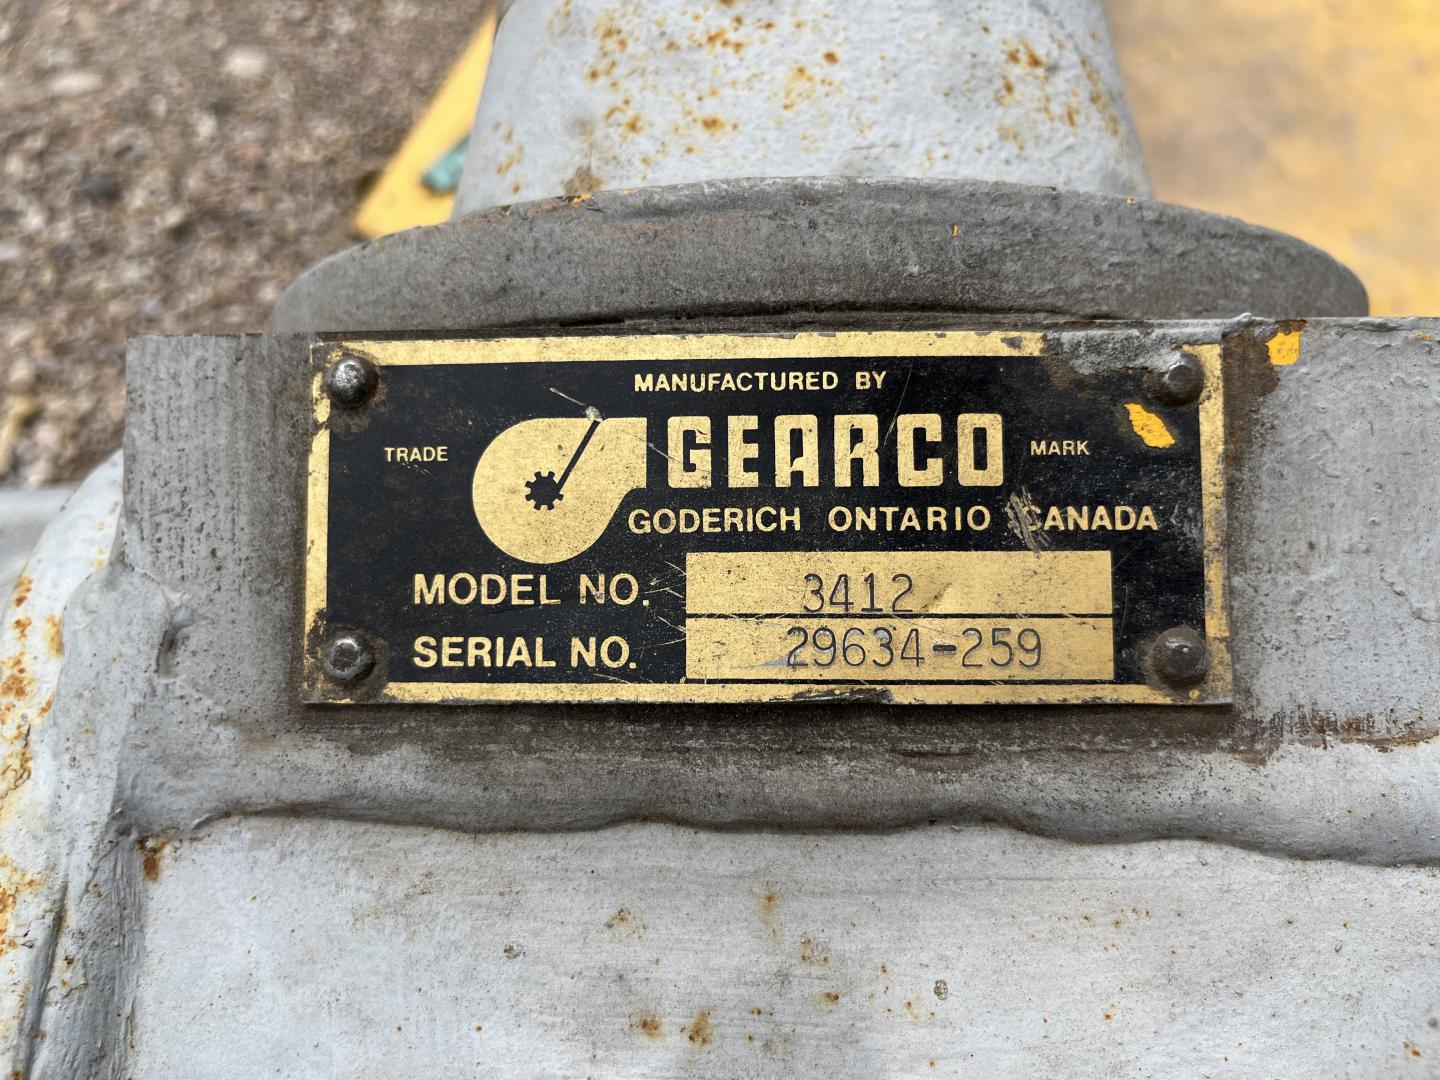 MANUFACTURED BY
TRADE GEARCO MARK
GODERICH ONTARIO CANADA
MODEL NO. 3412
SERIAL NO. 29634-259